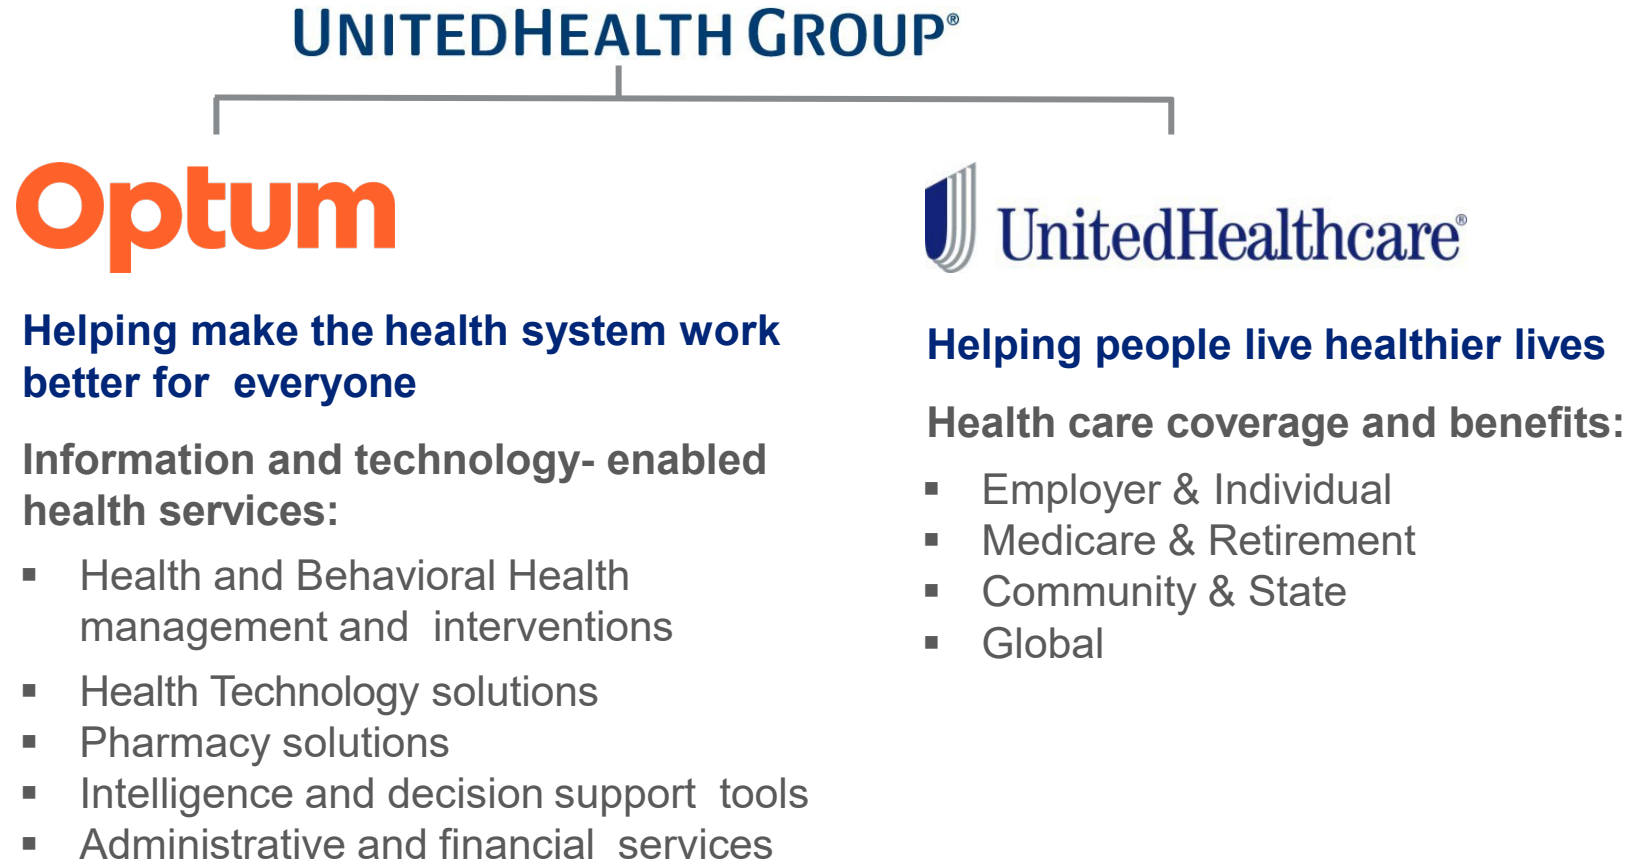 UNITEDHEALTH GROUP®
Optum
Helping make the health system work
better for everyone
Information and technology- enabled
health services:
▪ Health and Behavioral Health
management and interventions
▪ Health Technology solutions
▪ Pharmacy solutions
▪ Intelligence and decision support tools
▪ Administrative and financial services
UnitedHealthcare®
Helping people live healthier lives
Health care coverage and benefits:
▪ Employer & Individual
▪ Medicare & Retirement
▪ Community & State
▪ Global